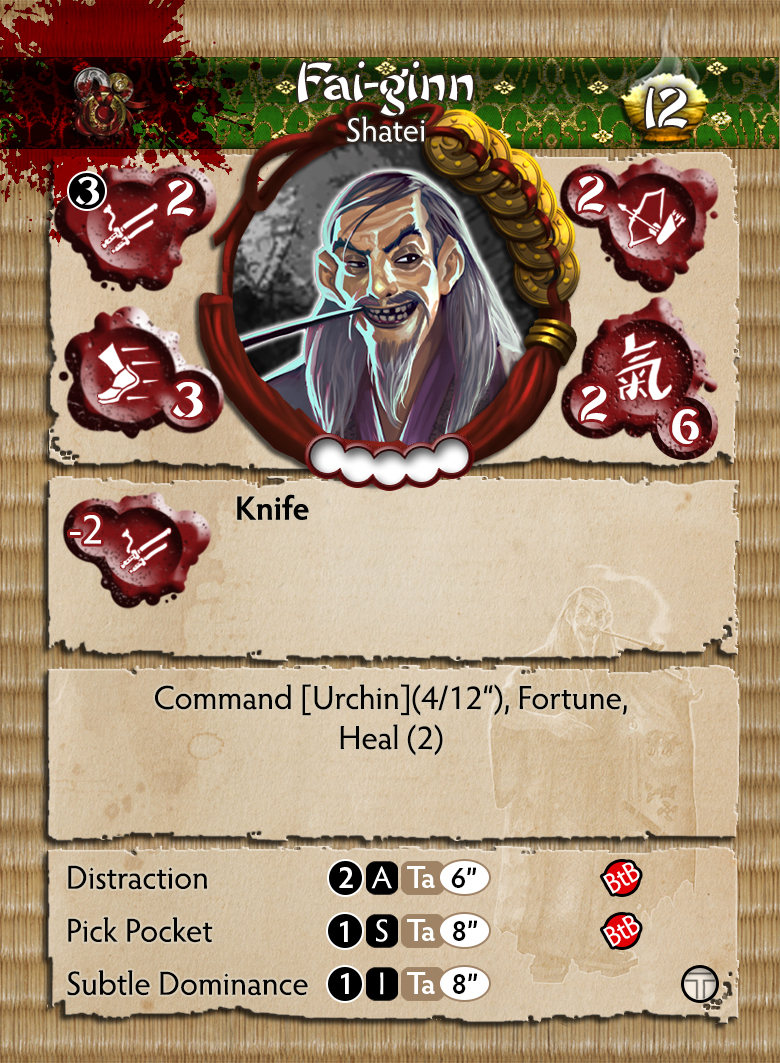 Fai-ginn
12
Shatei
3 2
2
3
氣
2 6
-2 Knife
Command [Urchin](4/12"), Fortune,
Heal (2)
Distraction 2 A Ta 6" BtB
Pick Pocket 1 S Ta 8" BtB
Subtle Dominance 1 I Ta 8" T